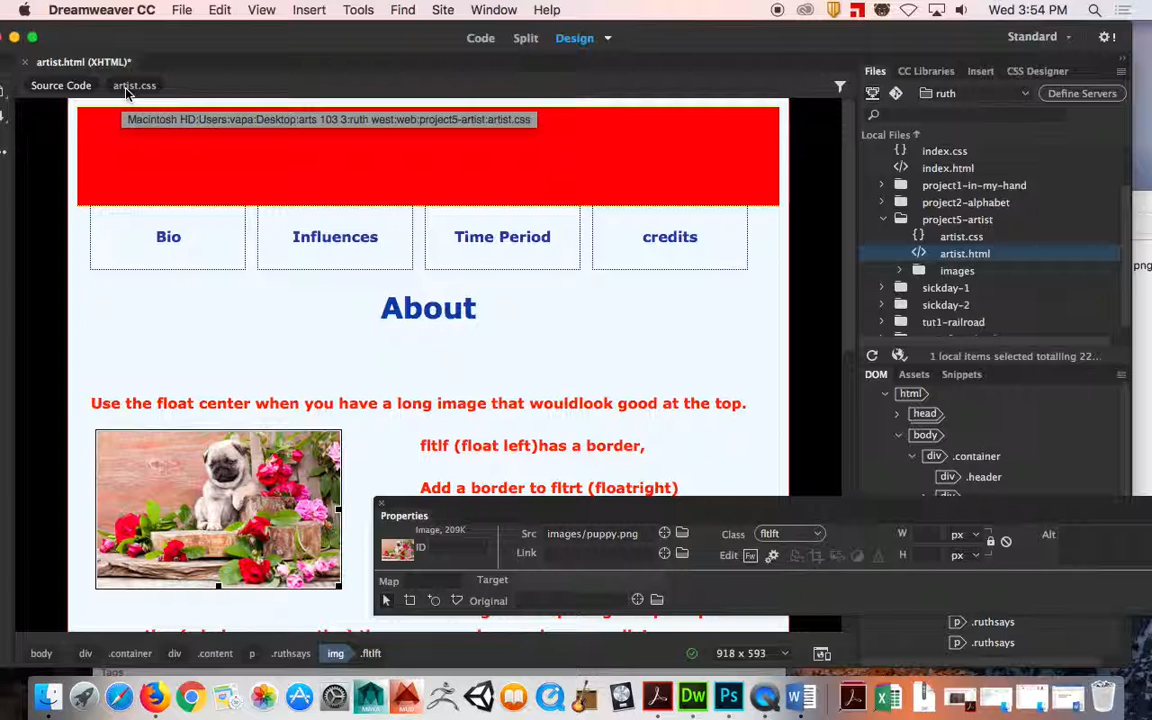 Dreamweaver CC File Edit View Insert Tools Find Site Window Help Wed 3:54 PM
Code Split Design Standard
artist.html (XHTML)*
Source Code artist.css
Macintosh HD:Users:vapa:Desktop:arts 103 3:ruth west:web:project5-artist:artist.css
Bio Influences Time Period credits
About
Use the float center when you have a long image that wouldlook good at the top.
fltlf (float left)has a border,
Add a border to fltrt (floatright)
Files CC Libraries Insert CSS Designer
ruth Define Servers
Local Files
index.css
index.html
project1-in-my-hand
project2-alphabet
project5-artist
artist.css
artist.html
images
sickday-1
sickday-2
tut1-railroad
1 local items selected totalling 22...
DOM Assets Snippets
html
head
body
div .container
div .header
png
Properties
Image, 209K Src images/puppy.png Class fltlft W px Alt
ID Link Edit Fw H px
Map Target
Original
p .ruthsays
p .ruthsays
body div .container div .content p .ruthsays img .fltlft 918 x 593
Tags
Dw Ps